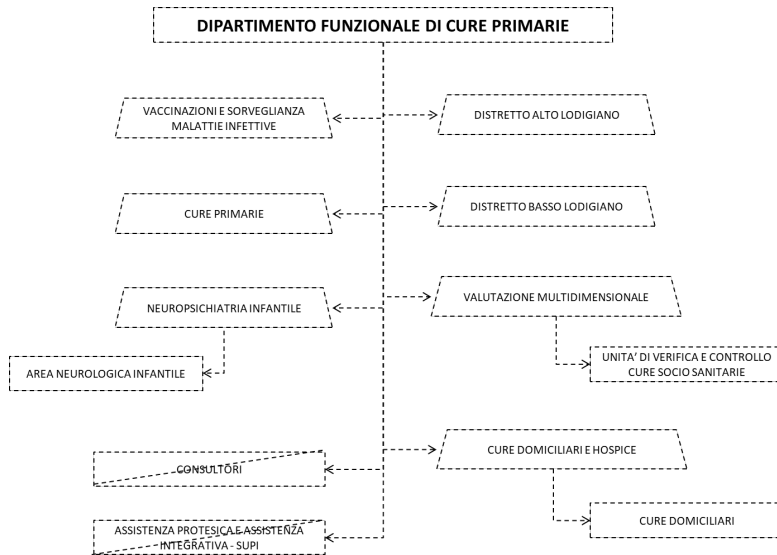 DIPARTIMENTO FUNZIONALE DI CURE PRIMARIE
VACCINAZIONI E SORVEGLIANZA
MALATTIE INFETTIVE
DISTRETTO ALTO LODIGIANO
CURE PRIMARIE
DISTRETTO BASSO LODIGIANO
NEUROPSICHIATRIA INFANTILE
VALUTAZIONE MULTIDIMENSIONALE
AREA NEUROLOGICA INFANTILE
UNITA' DI VERIFICA E CONTROLLO
CURE SOCIO SANITARIE
CONSULTORI
CURE DOMICILIARI E HOSPICE
ASSISTENZA PROTESICA E ASSISTENZA
INTEGRATIVA - SUPI
CURE DOMICILIARI